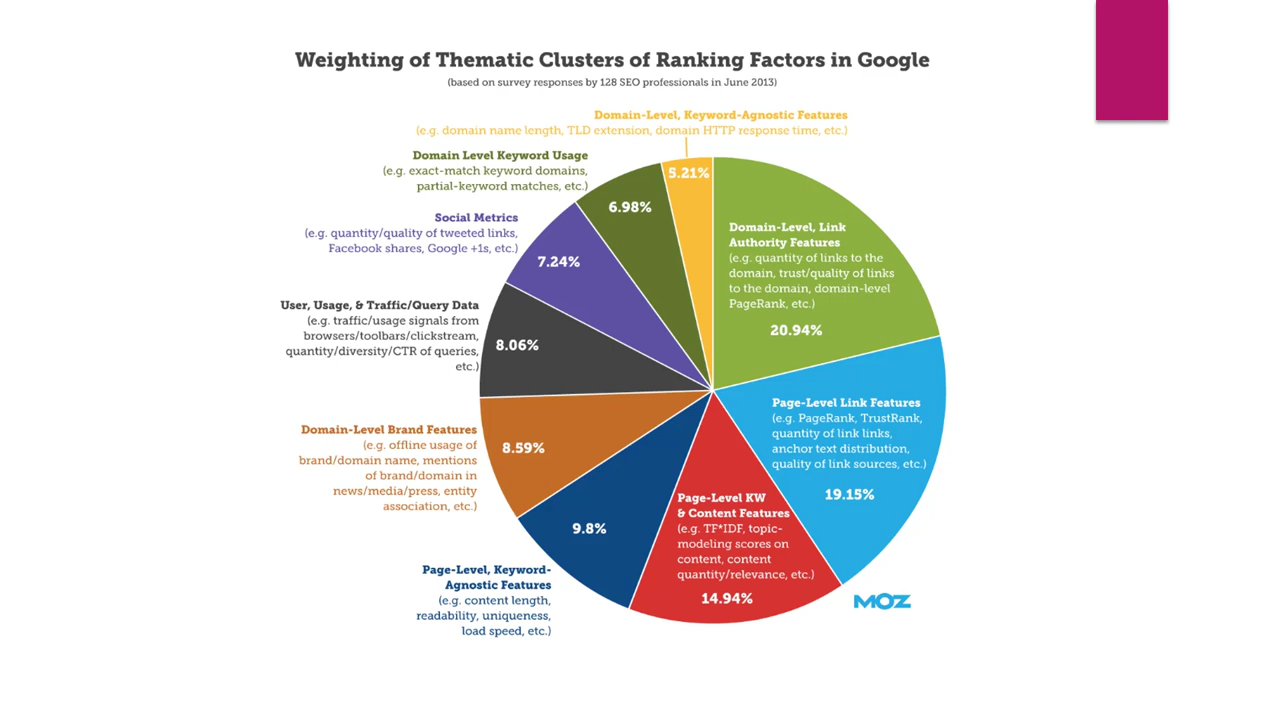 Weighting of Thematic Clusters of Ranking Factors in Google
(based on survey responses by 128 SEO professionals in June 2013)
Domain-Level, Keyword-Agnostic Features
(e.g. domain name length, TLD extension, domain HTTP response time, etc.)
5.21%
Domain-Level, Link
Authority Features
(e.g. quantity of links to the
domain, trust/quality of links
to the domain, domain-level
PageRank, etc.)
20.94%
Page-Level Link Features
(e.g. PageRank, TrustRank,
quantity of link links,
anchor text distribution,
quality of link sources, etc.)
19.15%
Page-Level KW
& Content Features
(e.g. TF*IDF, topic-
modeling scores on
content, content
quantity/relevance, etc.)
14.94%
Page-Level, Keyword-
Agnostic Features
(e.g. content length,
readability, uniqueness,
load speed, etc.)
9.8%
Domain-Level Brand Features
(e.g. offline usage of
brand/domain name, mentions
of brand/domain in
news/media/press, entity
association, etc.)
8.59%
User, Usage, & Traffic/Query Data
(e.g. traffic/usage signals from
browsers/toolbars/clickstream,
quantity/diversity/CTR of queries,
etc.)
8.06%
Social Metrics
(e.g. quantity/quality of tweeted links,
Facebook shares, Google +1s, etc.)
7.24%
Domain Level Keyword Usage
(e.g. exact-match keyword domains,
partial-keyword matches, etc.)
6.98%
MOZ